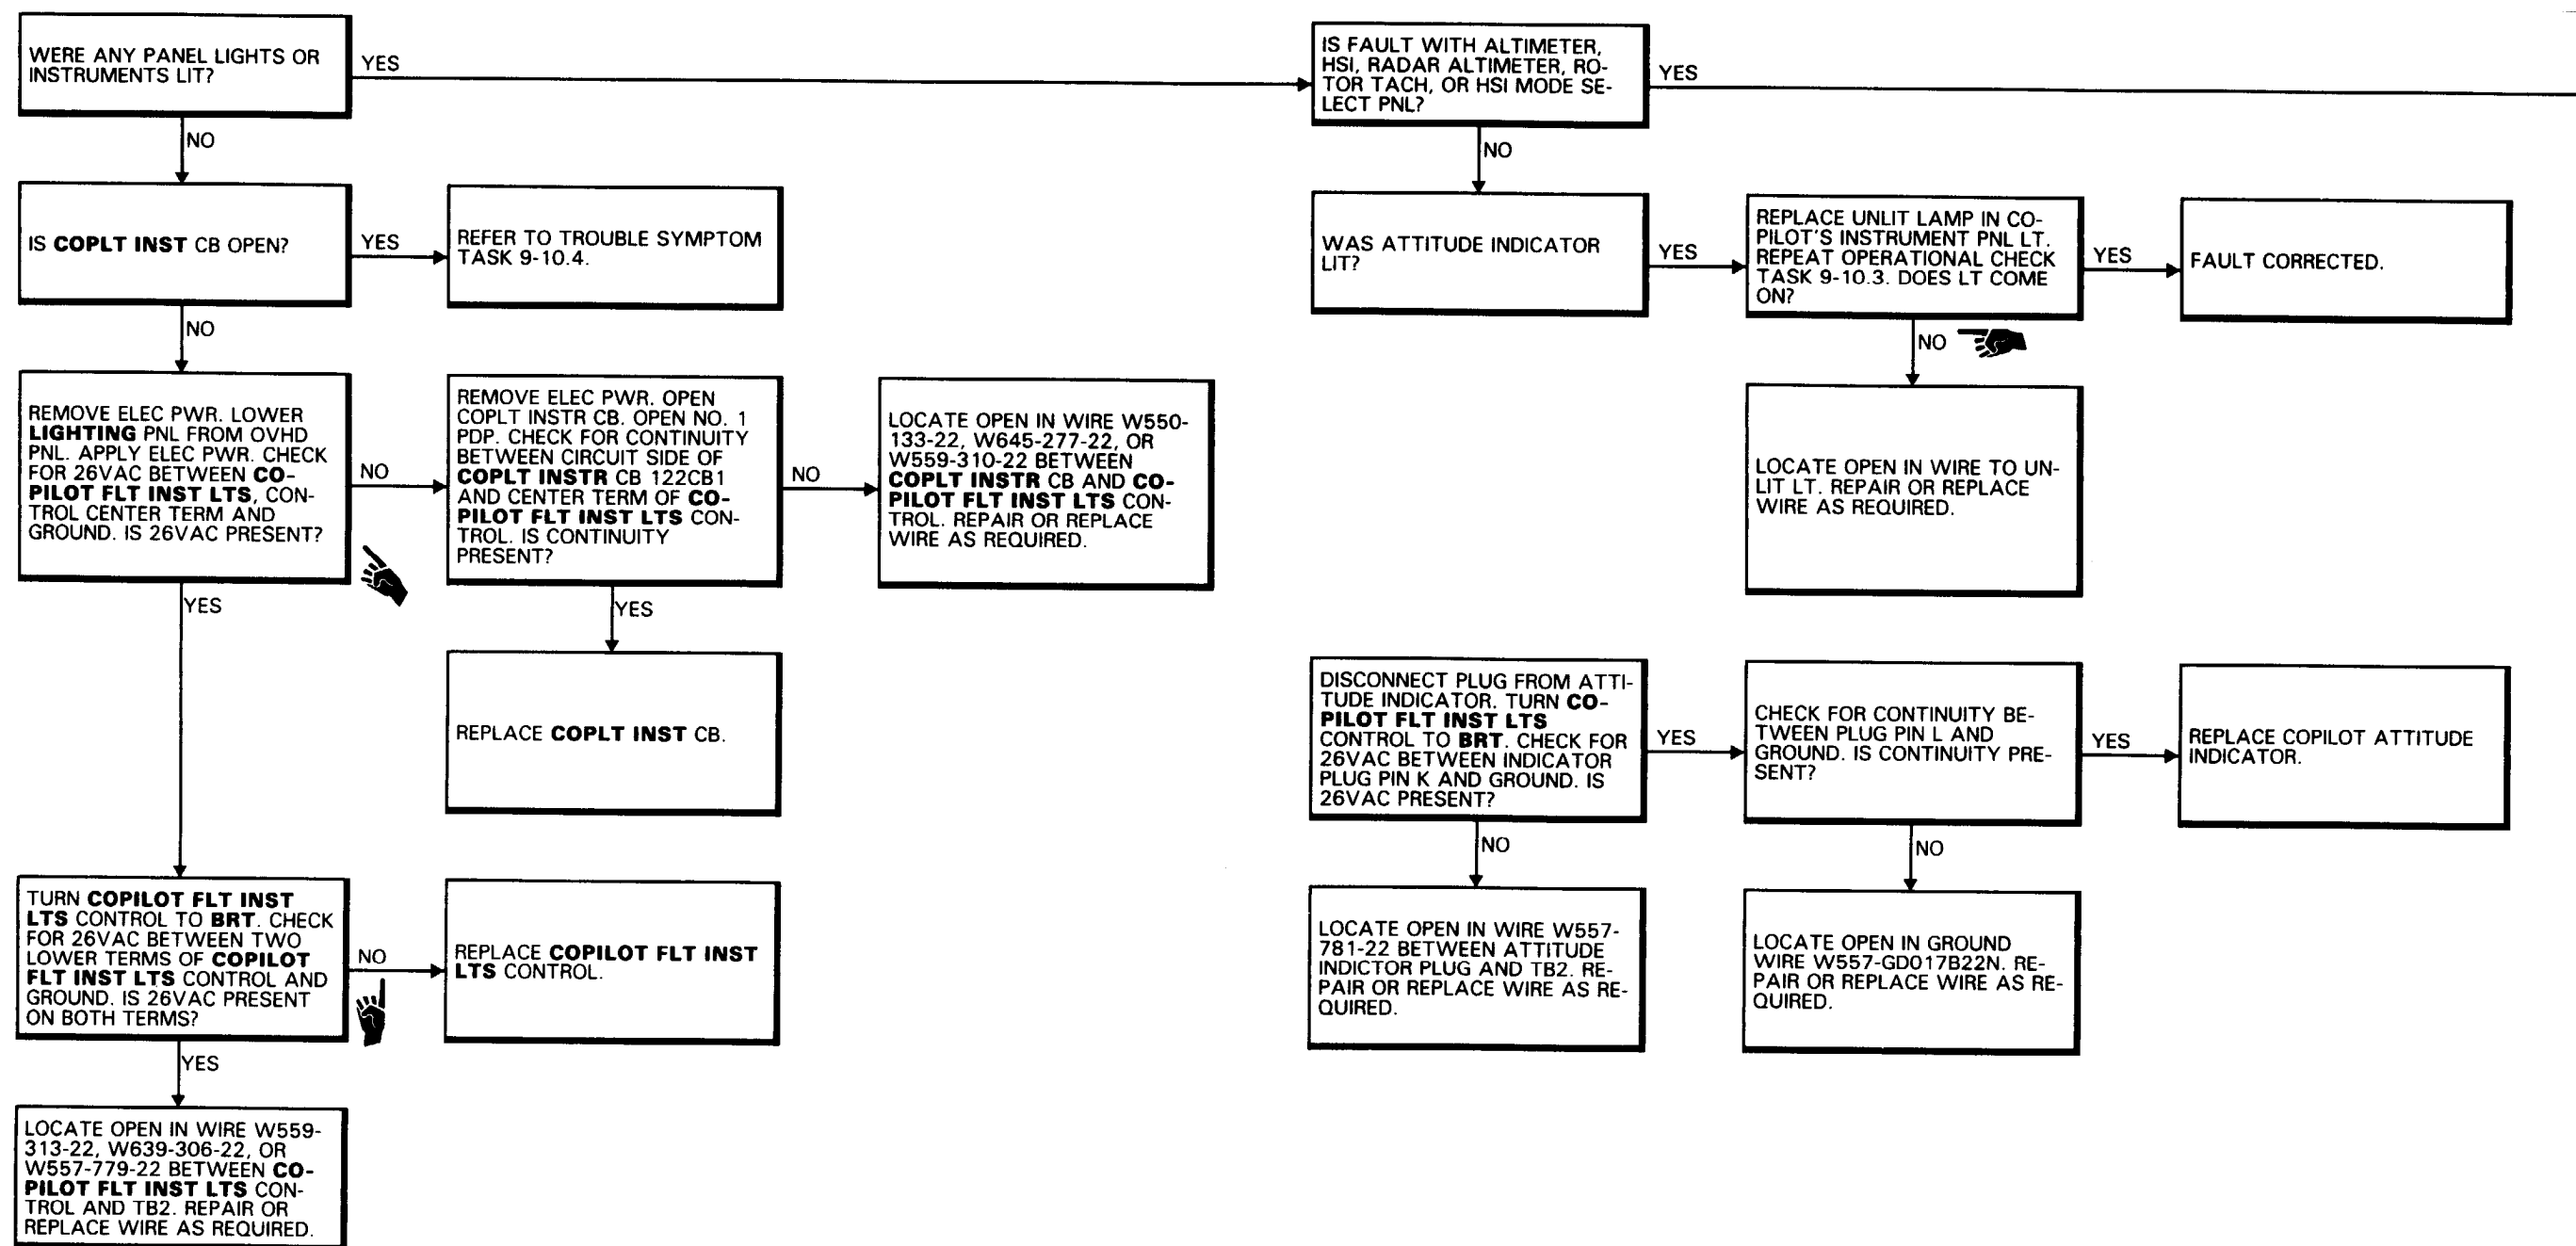 WERE ANY PANEL LIGHTS OR
INSTRUMENTS LIT?
YES
NO
IS COPLT INST CB OPEN?
YES
REFER TO TROUBLE SYMPTOM
TASK 9-10.4.
NO
REMOVE ELEC PWR. LOWER
LIGHTING PNL FROM OVHD
PNL. APPLY ELEC PWR. CHECK
FOR 26VAC BETWEEN CO-
PILOT FLT INST LTS, CON-
TROL CENTER TERM AND
GROUND. IS 26VAC PRESENT?
NO
REMOVE ELEC PWR. OPEN
COPLT INSTR CB. OPEN NO. 1
PDP. CHECK FOR CONTINUITY
BETWEEN CIRCUIT SIDE OF
COPLT INSTR CB 122CB1
AND CENTER TERM OF CO-
PILOT FLT INST LTS CON-
TROL. IS CONTINUITY
PRESENT?
NO
LOCATE OPEN IN WIRE W550-
133-22, W645-277-22, OR
W559-310-22 BETWEEN
COPLT INSTR CB AND CO-
PILOT FLT INST LTS CON-
TROL. REPAIR OR REPLACE
WIRE AS REQUIRED.
YES
REPLACE COPLT INST CB.
YES
TURN COPILOT FLT INST
LTS CONTROL TO BRT. CHECK
FOR 26VAC BETWEEN TWO
LOWER TERMS OF COPILOT
FLT INST LTS CONTROL AND
GROUND. IS 26VAC PRESENT
ON BOTH TERMS?
NO
REPLACE COPILOT FLT INST
LTS CONTROL.
YES
LOCATE OPEN IN WIRE W559-
313-22, W639-306-22, OR
W557-779-22 BETWEEN CO-
PILOT FLT INST LTS CON-
TROL AND TB2. REPAIR OR
REPLACE WIRE AS REQUIRED.
IS FAULT WITH ALTIMETER,
HSI, RADAR ALTIMETER, RO-
TOR TACH, OR HSI MODE SE-
LECT PNL?
YES
NO
WAS ATTITUDE INDICATOR
LIT?
YES
REPLACE UNLIT LAMP IN CO-
PILOT'S INSTRUMENT PNL LT.
REPEAT OPERATIONAL CHECK
TASK 9-10.3. DOES LT COME
ON?
YES
FAULT CORRECTED.
NO
LOCATE OPEN IN WIRE TO UN-
LIT LT. REPAIR OR REPLACE
WIRE AS REQUIRED.
DISCONNECT PLUG FROM ATTI-
TUDE INDICATOR. TURN CO-
PILOT FLT INST LTS
CONTROL TO BRT. CHECK FOR
26VAC BETWEEN INDICATOR
PLUG PIN K AND GROUND. IS
26VAC PRESENT?
YES
CHECK FOR CONTINUITY BE-
TWEEN PLUG PIN L AND
GROUND. IS CONTINUITY PRE-
SENT?
YES
REPLACE COPILOT ATTITUDE
INDICATOR.
NO
LOCATE OPEN IN WIRE W557-
781-22 BETWEEN ATTITUDE
INDICTOR PLUG AND TB2. RE-
PAIR OR REPLACE WIRE AS RE-
QUIRED.
NO
LOCATE OPEN IN GROUND
WIRE W557-GD017B22N. RE-
PAIR OR REPLACE WIRE AS RE-
QUIRED.